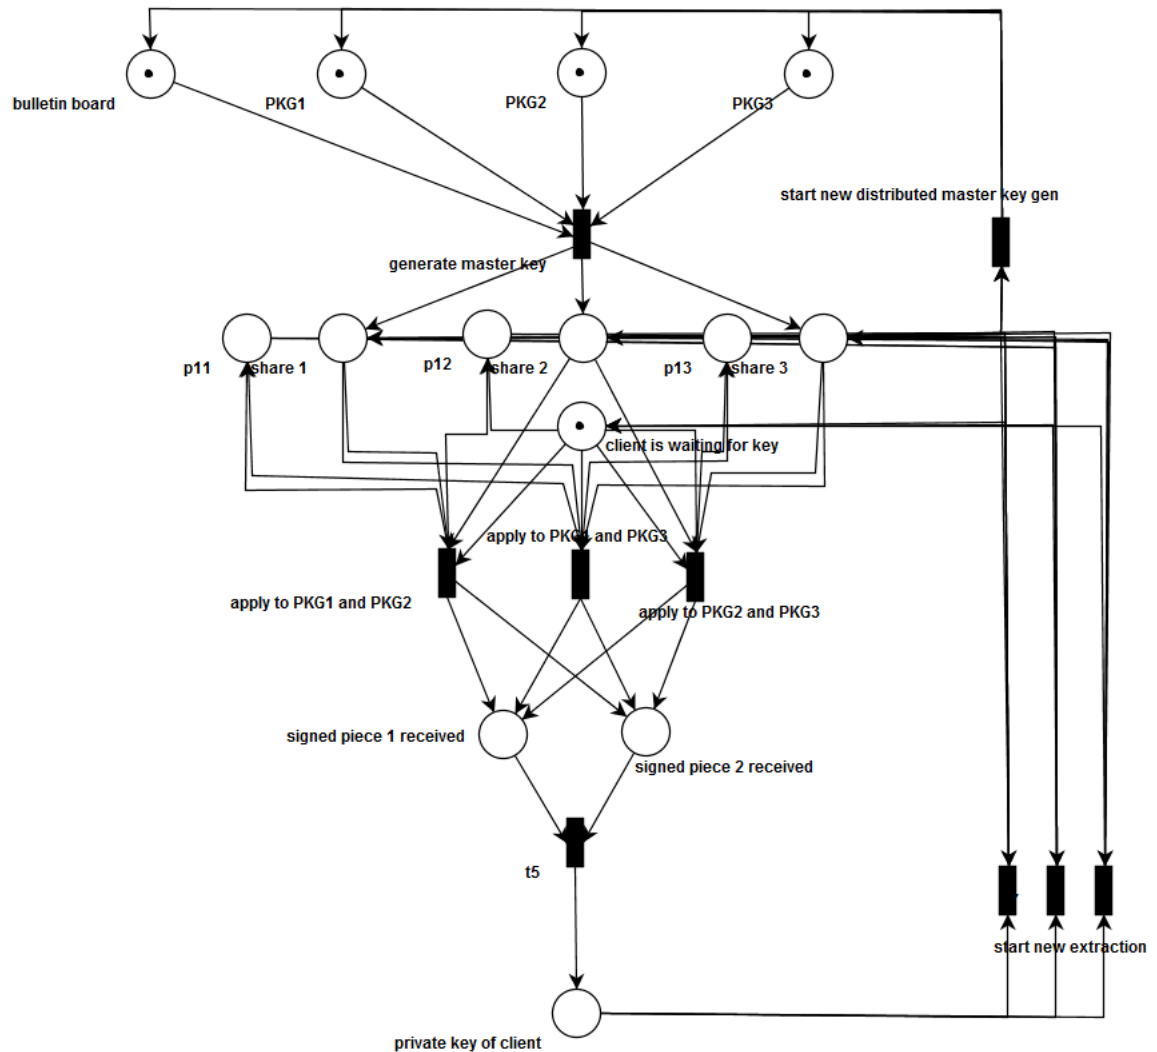 bulletin board
PKG1
PKG2
PKG3
start new distributed master key gen
generate master key
p11
share 1
p12
share 2
p13
share 3
client is waiting for key
apply to PKG1 and PKG3
apply to PKG1 and PKG2
apply to PKG2 and PKG3
signed piece 1 received
signed piece 2 received
t5
start new extraction
private key of client